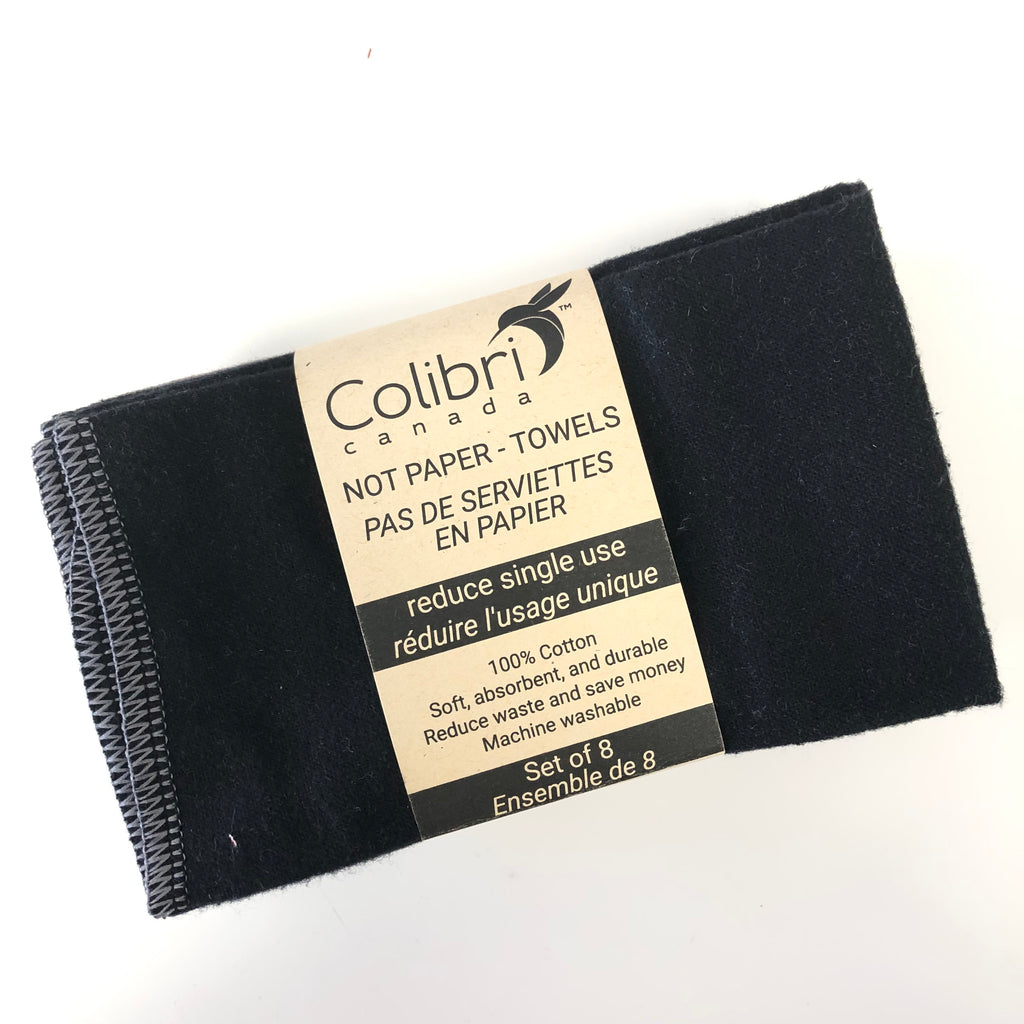 Colibri™
canada
NOT PAPER - TOWELS
PAS DE SERVIETTES
EN PAPIER
reduce single use
réduire l'usage unique
100% Cotton
Soft, absorbent, and durable
Reduce waste and save money
Machine washable
Set of 8
Ensemble de 8